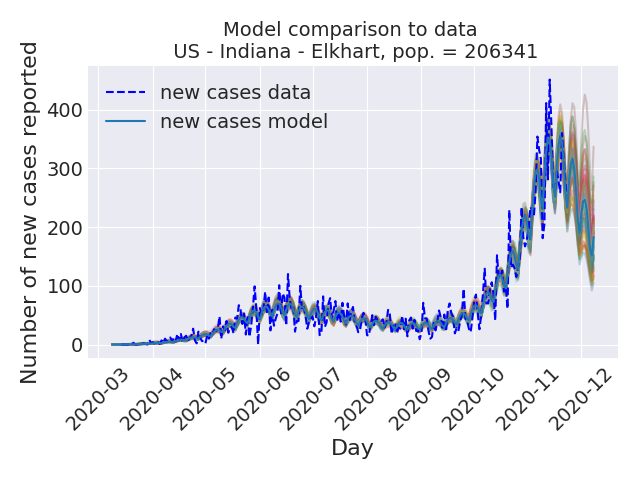 Model comparison to data
US - Indiana - Elkhart, pop. = 206341
new cases data
new cases model
Number of new cases reported
400
300
200
100
0
2020-03
2020-04
2020-05
2020-06
2020-07
2020-08
2020-09
2020-10
2020-11
2020-12
Day